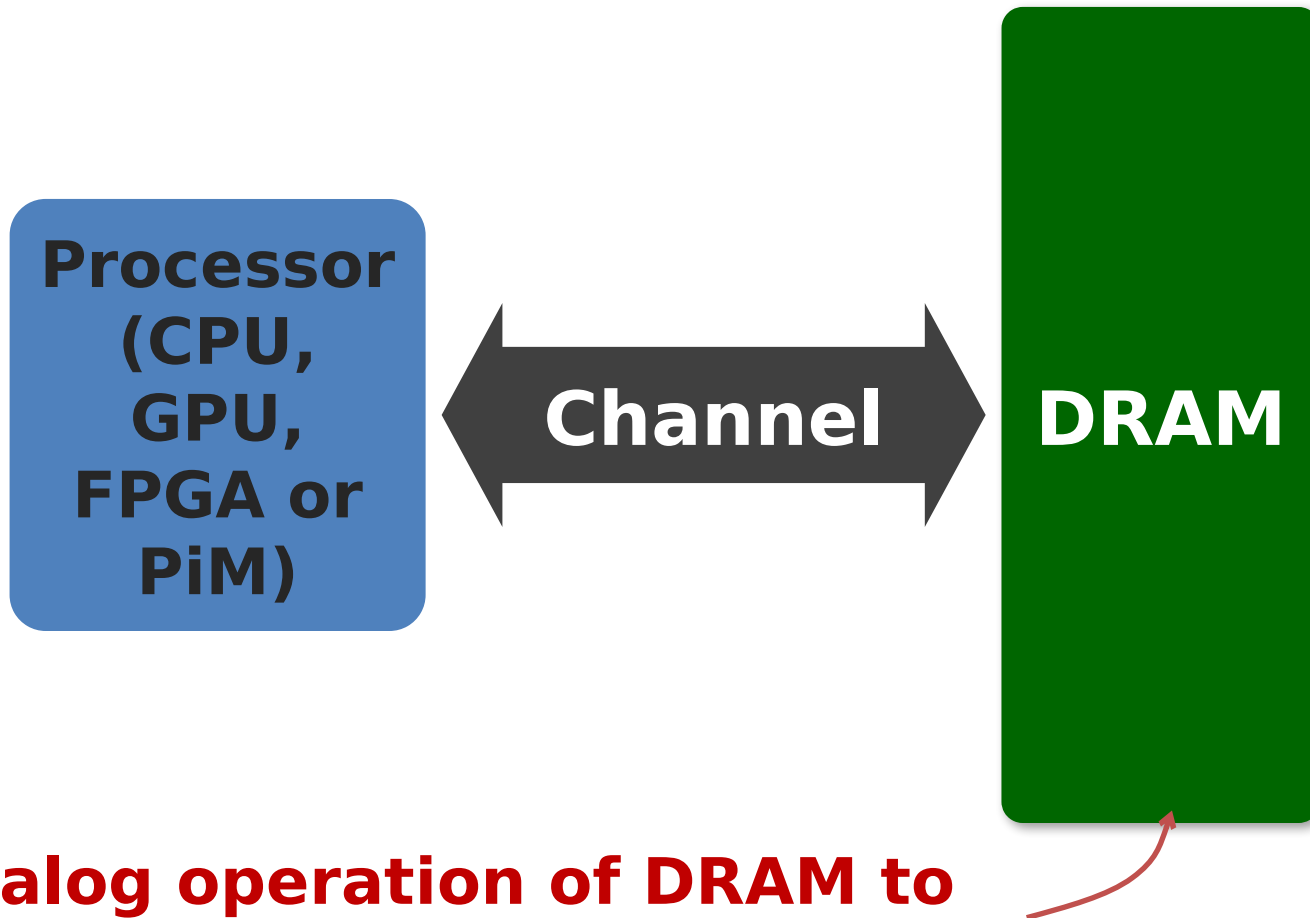 Processor
(CPU,
GPU,
FPGA or
PiM)
Channel
DRAM
alog operation of DRAM to